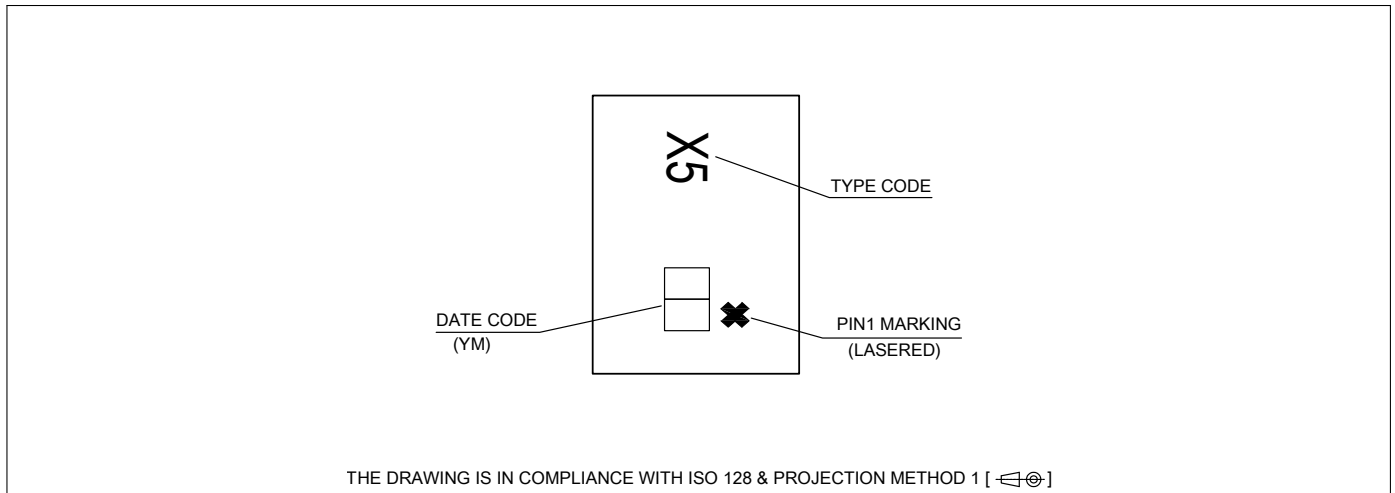 X5
TYPE CODE
DATE CODE
(YM)
PIN1 MARKING
(LASERED)
THE DRAWING IS IN COMPLIANCE WITH ISO 128 & PROJECTION METHOD 1 [ ]